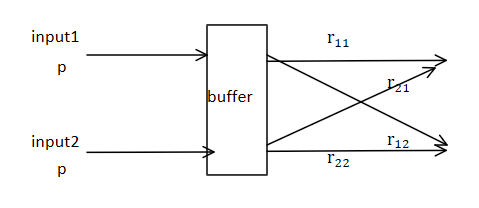 input1
p
buffer
input2
p
r₁₁
r₂₁
r₁₂
r₂₂